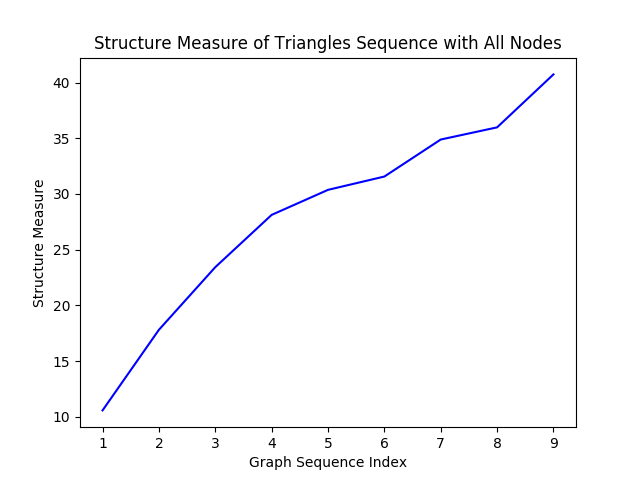 Structure Measure of Triangles Sequence with All Nodes
40
35
30
25
20
15
10
Structure Measure
1 2 3 4 5 6 7 8 9
Graph Sequence Index